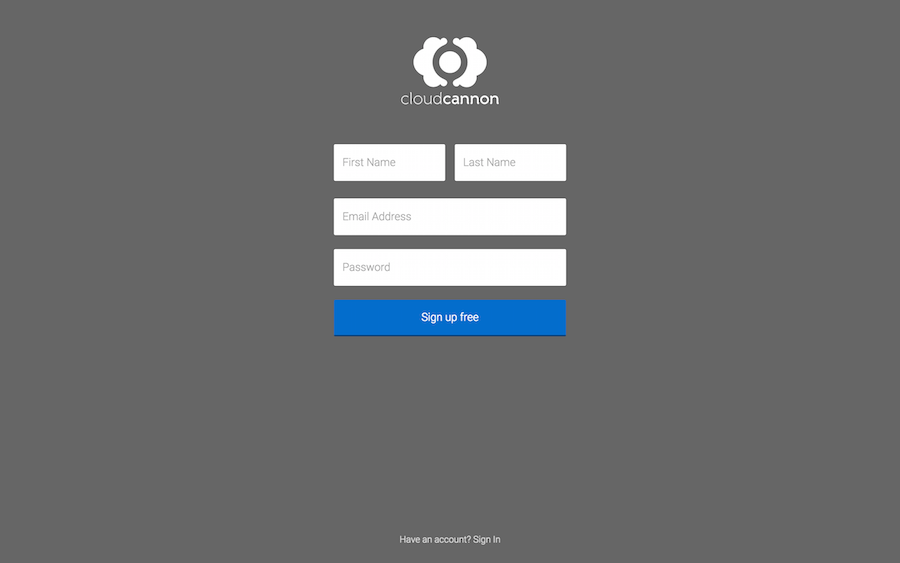 cloudcannon
First Name
Last Name
Email Address
Password
Sign up free
Have an account? Sign In